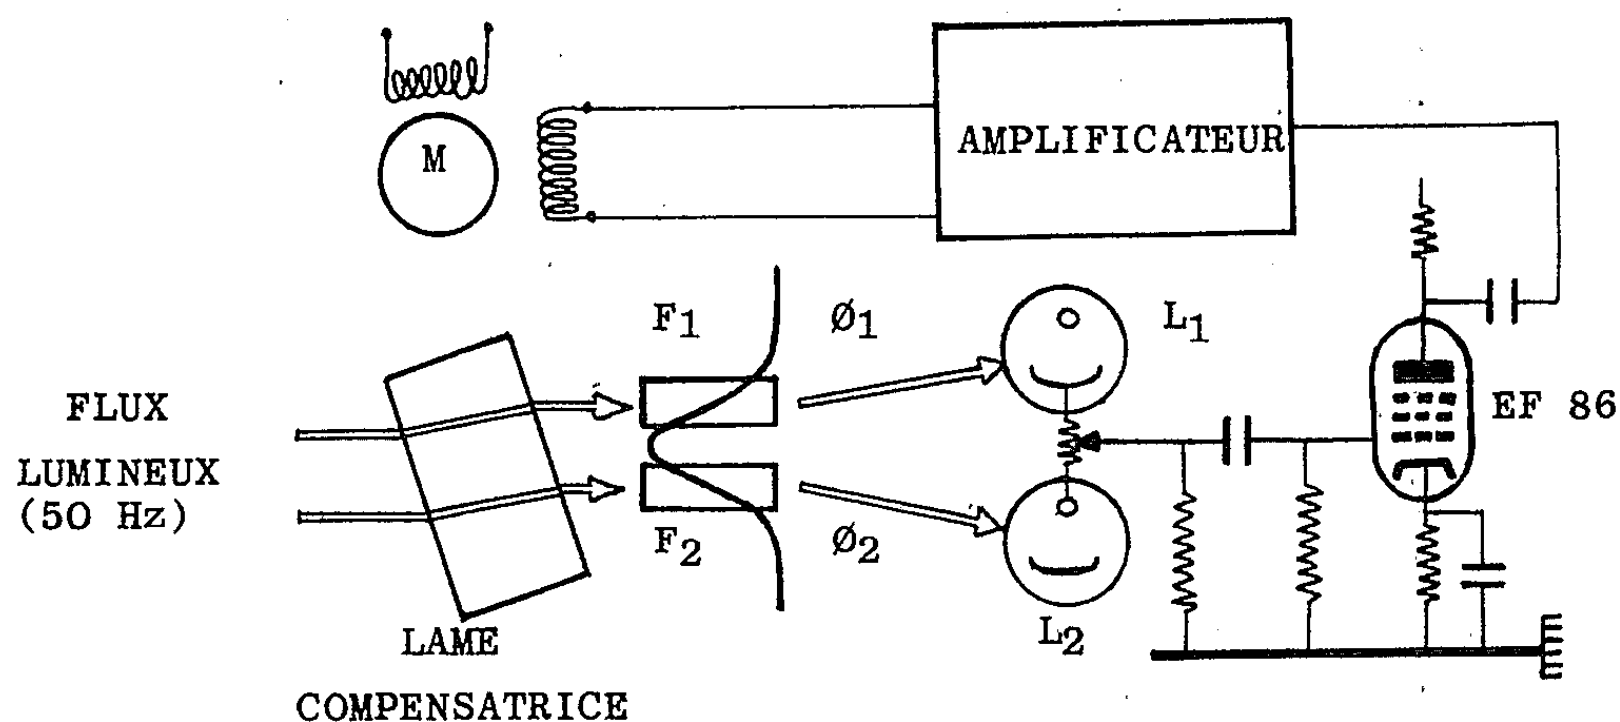 M
AMPLIFICATEUR
F1
Ø1
L1
FLUX
LUMINEUX
(50 Hz)
EF 86
F2
Ø2
L2
LAME
COMPENSATRICE